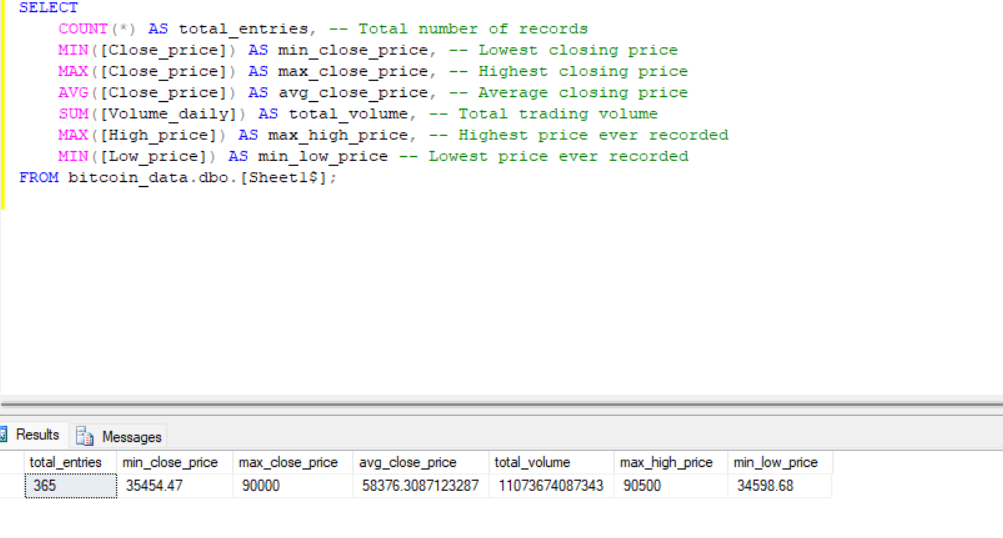 SELECT
COUNT(*) AS total_entries, -- Total number of records
MIN([Close_price]) AS min_close_price, -- Lowest closing price
MAX([Close_price]) AS max_close_price, -- Highest closing price
AVG([Close_price]) AS avg_close_price, -- Average closing price
SUM([Volume_daily]) AS total_volume, -- Total trading volume
MAX([High_price]) AS max_high_price, -- Highest price ever recorded
MIN([Low_price]) AS min_low_price -- Lowest price ever recorded
FROM bitcoin_data.dbo.[Sheet1$];
Results Messages
total_entries min_close_price max_close_price avg_close_price total_volume max_high_price min_low_price
365 35454.47 90000 58376.3087123287 11073674087343 90500 34598.68